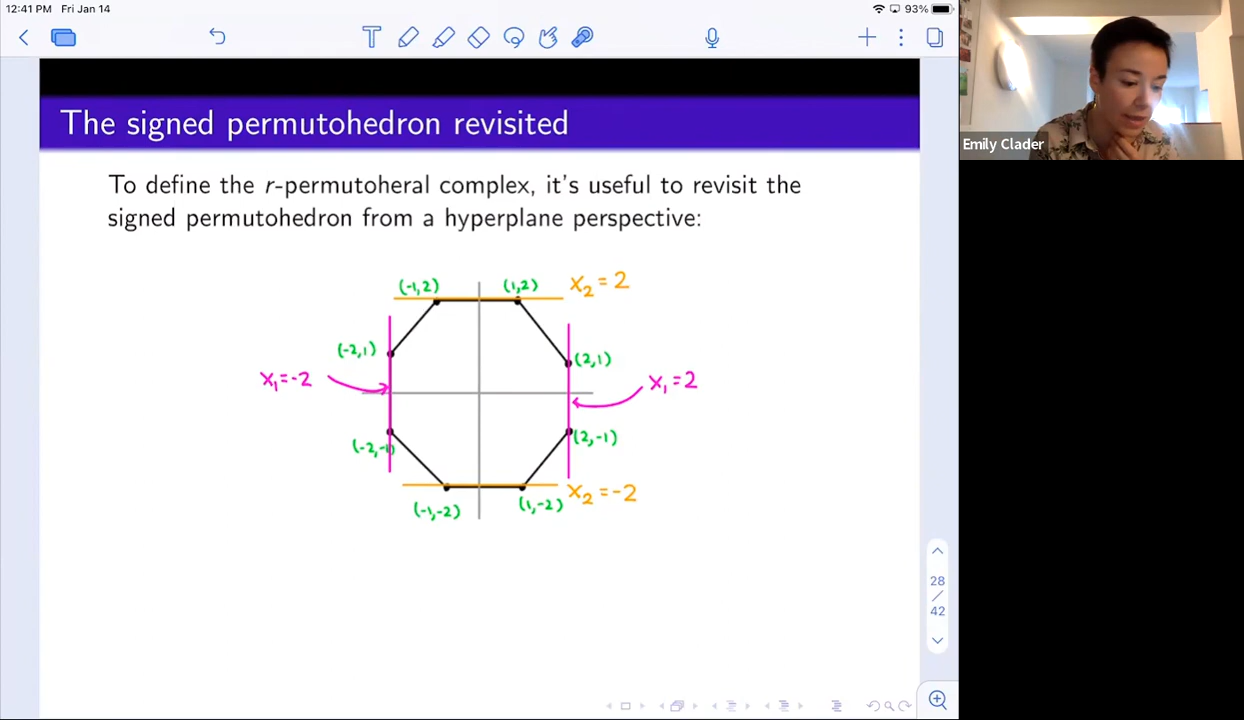 12:41 PM Fri Jan 14
93%
The signed permutohedron revisited
Emily Clader
To define the r-permutoheral complex, it's useful to revisit the
signed permutohedron from a hyperplane perspective:
(-1,2) (1,2) x₂ = 2
(-2,1) (2,1)
x₁=-2 x₁=2
(-2,-1) (2,-1)
(-1,-2) (1,-2) x₂ = -2
28
/
42